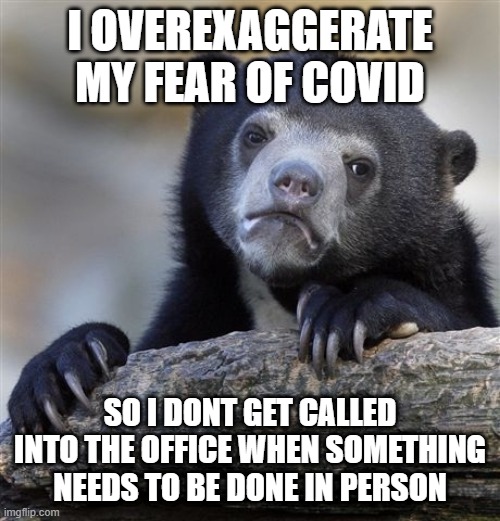 I OVEREXAGGERATE
MY FEAR OF COVID
SO I DONT GET CALLED
INTO THE OFFICE WHEN SOMETHING
NEEDS TO BE DONE IN PERSON
imgflip.com